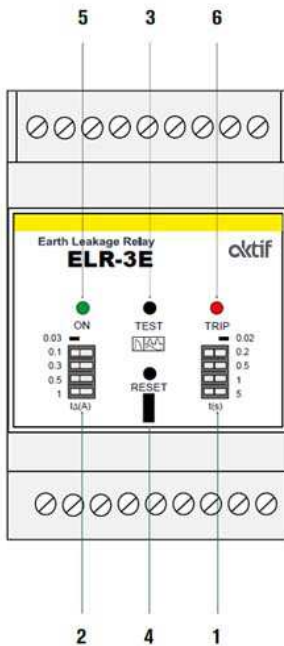 5 3 6
Earth Leakage Relay
aktif
ELR-3E
ON TEST TRIP
0.03 0.02
0.1 0.2
0.3 0.5
0.5 1
1 5
RESET
IΔ(A) t(s)
2 4 1